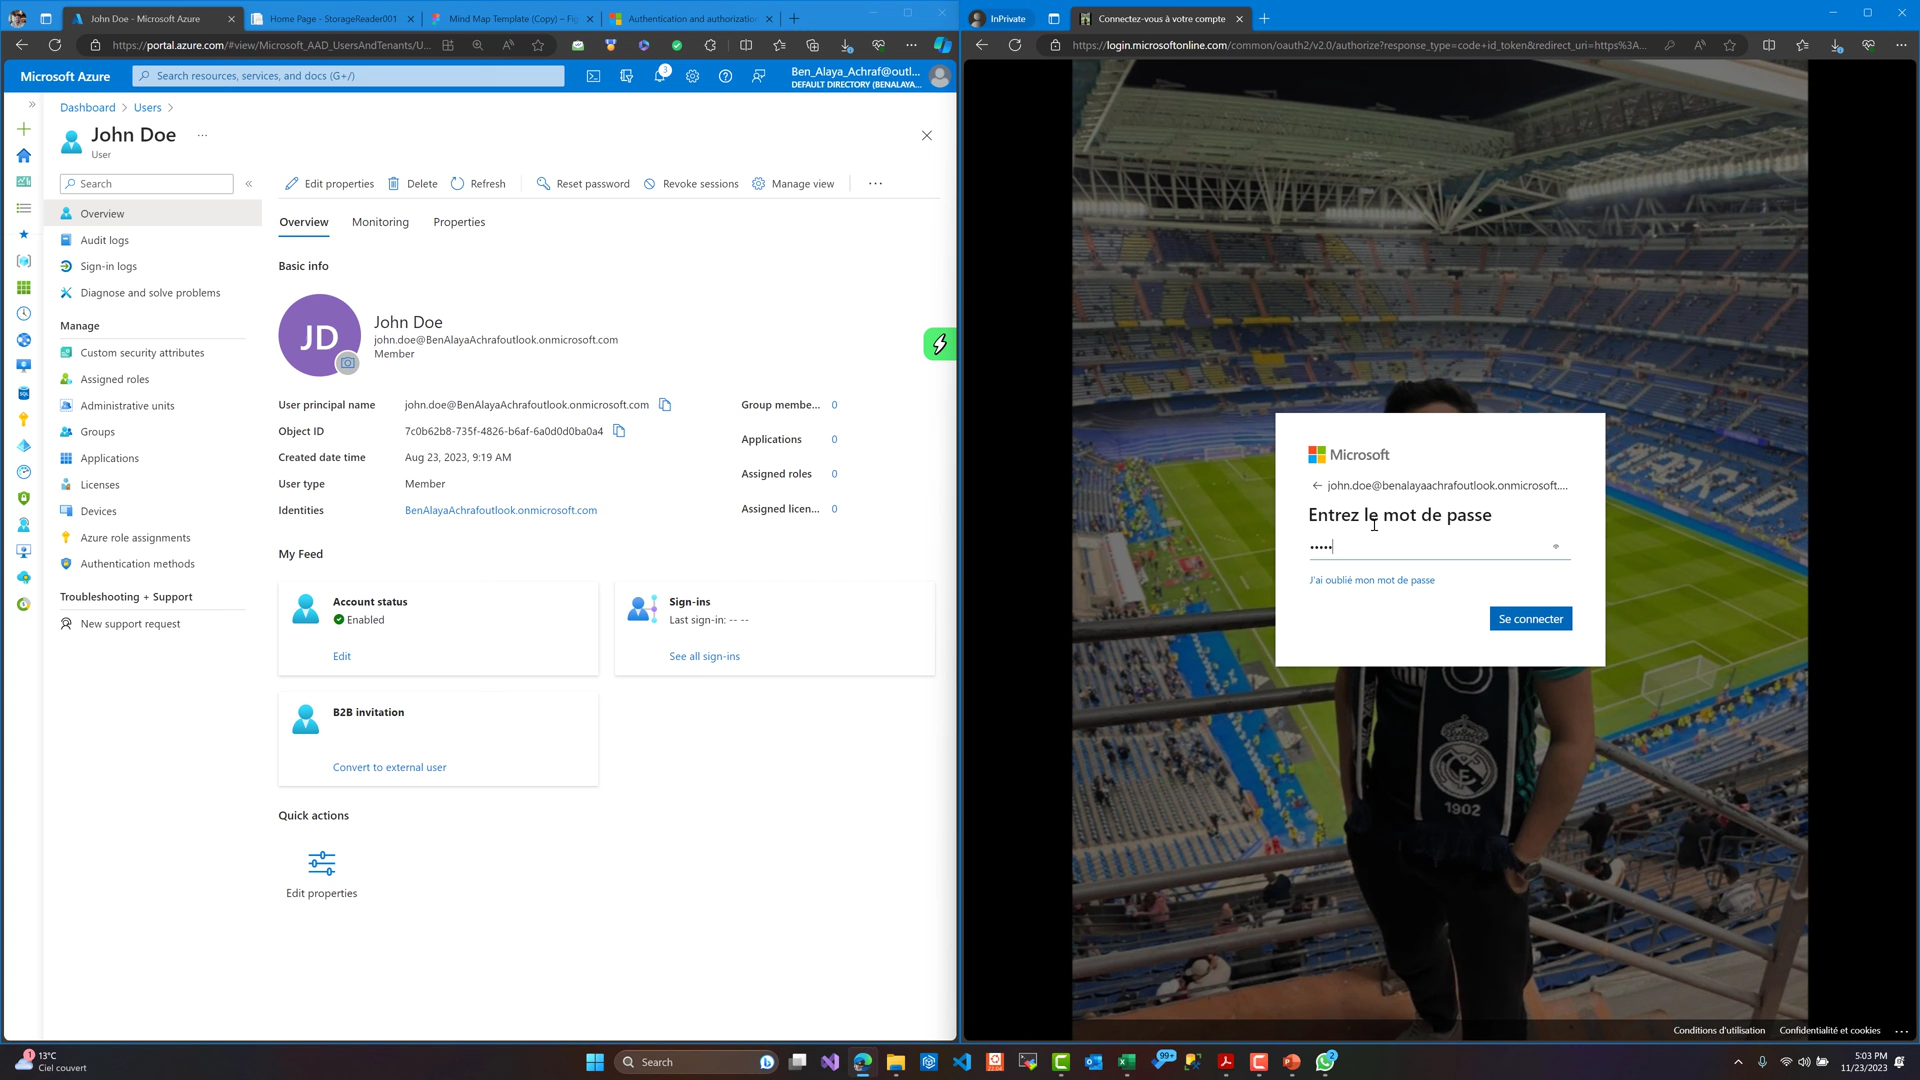 John Doe - Microsoft Azure
Home Page - StorageReader001
Mind Map Template (Copy) – Fig
Authentication and authorization
https://portal.azure.com/#view/Microsoft_AAD_UsersAndTenants/U...
Microsoft Azure
Search resources, services, and docs (G+/)
3
Ben_Alaya_Achraf@outl...
DEFAULT DIRECTORY (BENALAYA...
Dashboard > Users >
John Doe
...
User
Search
«
Edit properties
Delete
Refresh
Reset password
Revoke sessions
Manage view
...
Overview
Audit logs
Sign-in logs
Diagnose and solve problems
Manage
Custom security attributes
Assigned roles
Administrative units
Groups
Applications
Licenses
Devices
Azure role assignments
Authentication methods
Troubleshooting + Support
New support request
Overview
Monitoring
Properties
Basic info
JD
John Doe
john.doe@BenAlayaAchrafoutlook.onmicrosoft.com
Member
User principal name
john.doe@BenAlayaAchrafoutlook.onmicrosoft.com
Object ID
7c0b62b8-735f-4826-b6af-6a0d0d0ba0a4
Created date time
Aug 23, 2023, 9:19 AM
User type
Member
Identities
BenAlayaAchrafoutlook.onmicrosoft.com
Group membe... 0
Applications 0
Assigned roles 0
Assigned licen... 0
My Feed
Account status
Enabled
Edit
Sign-ins
Last sign-in: -- --
See all sign-ins
B2B invitation
Convert to external user
Quick actions
Edit properties
InPrivate
Connectez-vous à votre compte
https://login.microsoftonline.com/common/oauth2/v2.0/authorize?response_type=code+id_token&redirect_uri=https%3A...
Microsoft
john.doe@benalayaachrafoutlook.onmicrosoft....
Entrez le mot de passe
•••••
J'ai oublié mon mot de passe
Se connecter
MADRID
1902
Conditions d'utilisation
Confidentialité et cookies
...
1
13°C
Ciel couvert
Search
99+
2
5:03 PM
11/23/2023